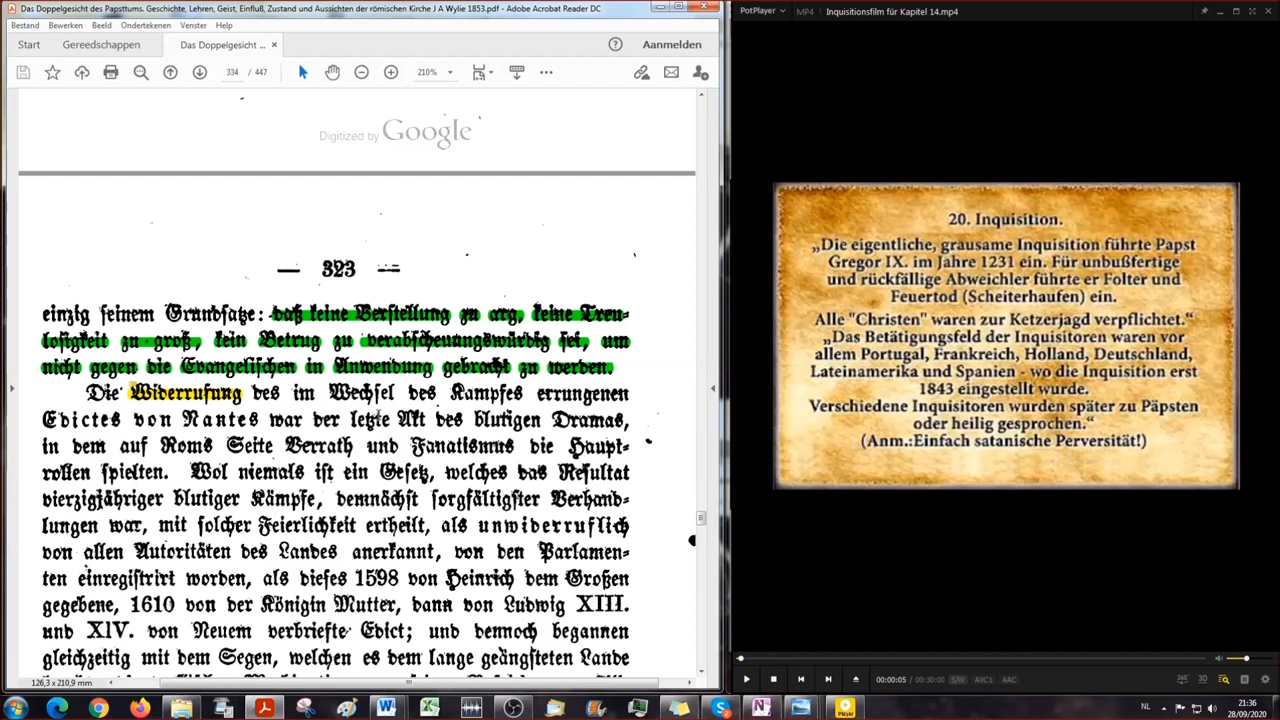 Das Doppelgesicht des Papsttums. Geschichte, Lehren, Geist, Einfluß, Zustand und Aussichten der römischen Kirche J A Wylie 1853.pdf - Adobe Acrobat Reader DC
Bestand Bewerken Beeld Ondertekenen Venster Help
Start Gereedschappen Das Doppelgesicht ... × Anmelden
334 / 447 210%
Digitized by Google
— 323 —
einzig seinem Grundsatze: daß keine Verstellung zu arg, keine Treu-
losigkeit zu groß, kein Betrug zu verabscheuungswürdig sei, um
nicht gegen die Evangelischen in Anwendung gebracht zu werden.
Die Widerrufung des im Wechsel des Kampfes errungenen
Edictes von Nantes war der letzte Akt des blutigen Dramas,
in dem auf Roms Seite Verrath und Fanatismus die Haupt-
rollen spielten. Wol niemals ist ein Gesetz, welches das Resultat
vierzigjähriger blutiger Kämpfe, demnächst sorgfältigster Verhand-
lungen war, mit solcher Feierlichkeit ertheilt, als unwiderruflich
von allen Autoritäten des Landes anerkannt, von den Parlamen-
ten einregistrirt worden, als dieses 1598 von Heinrich dem Großen
gegebene, 1610 von der Königin Mutter, dann von Ludwig XIII.
und XIV. von Neuem verbriefte Edict; und dennoch begannen
gleichzeitig mit dem Segen, welchen es dem lange geängsteten Lande
126,3 x 210,9 mm
PotPlayer MP4 Inquisitionsfilm für Kapitel 14.mp4
20. Inquisition.
„Die eigentliche, grausame Inquisition führte Papst
Gregor IX. im Jahre 1231 ein. Für unbußfertige
und rückfällige Abweichler führte er Folter und
Feuertod (Scheiterhaufen) ein.
Alle "Christen" waren zur Ketzerjagd verpflichtet.“
„Das Betätigungsfeld der Inquisitoren waren vor
allem Portugal, Frankreich, Holland, Deutschland,
Lateinamerika und Spanien - wo die Inquisition erst
1843 eingestellt wurde.
Verschiedene Inquisitoren wurden später zu Päpsten
oder heilig gesprochen.“
(Anm.:Einfach satanische Perversität!)
00:00:05 / 00:30:00 S/W AVC1 AAC 360° 3D
NL 21:36
28/09/2020